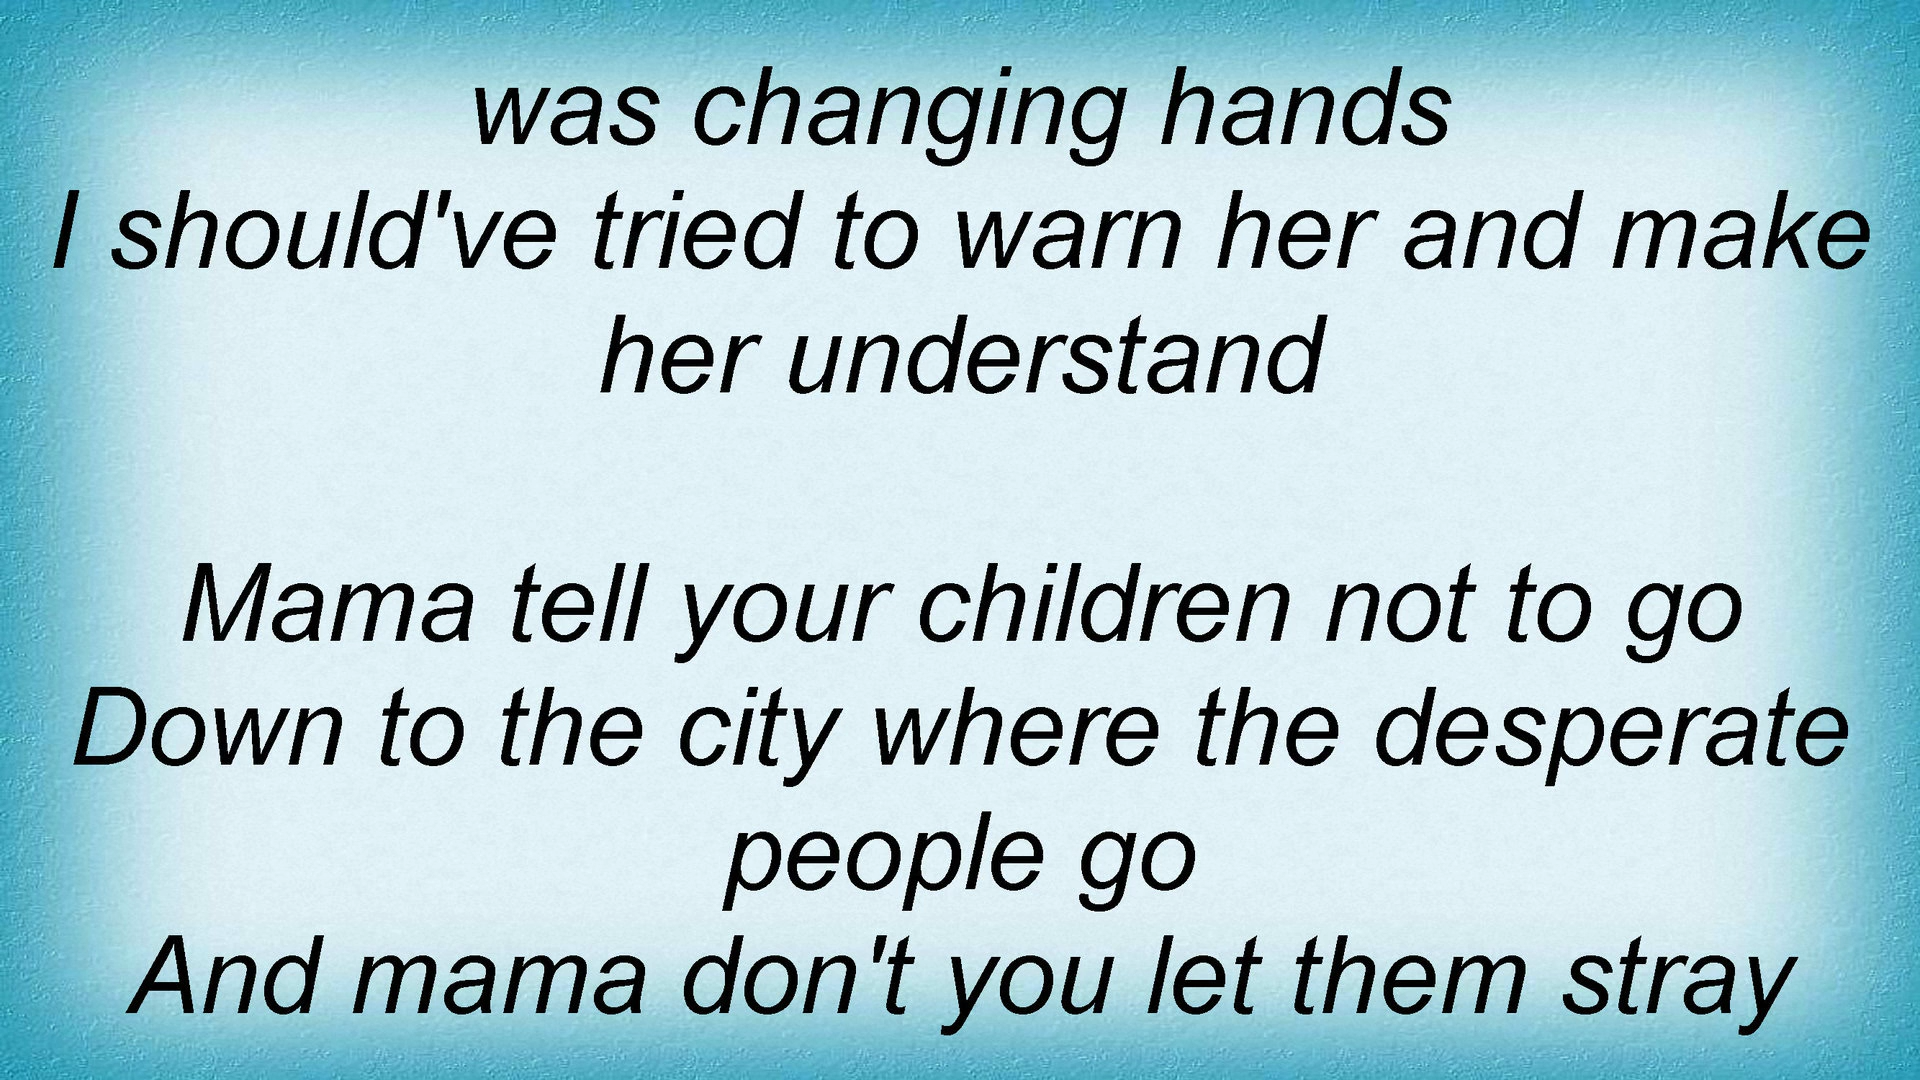 was changing hands
I should've tried to warn her and make
her understand
Mama tell your children not to go
Down to the city where the desperate
people go
And mama don't you let them stray